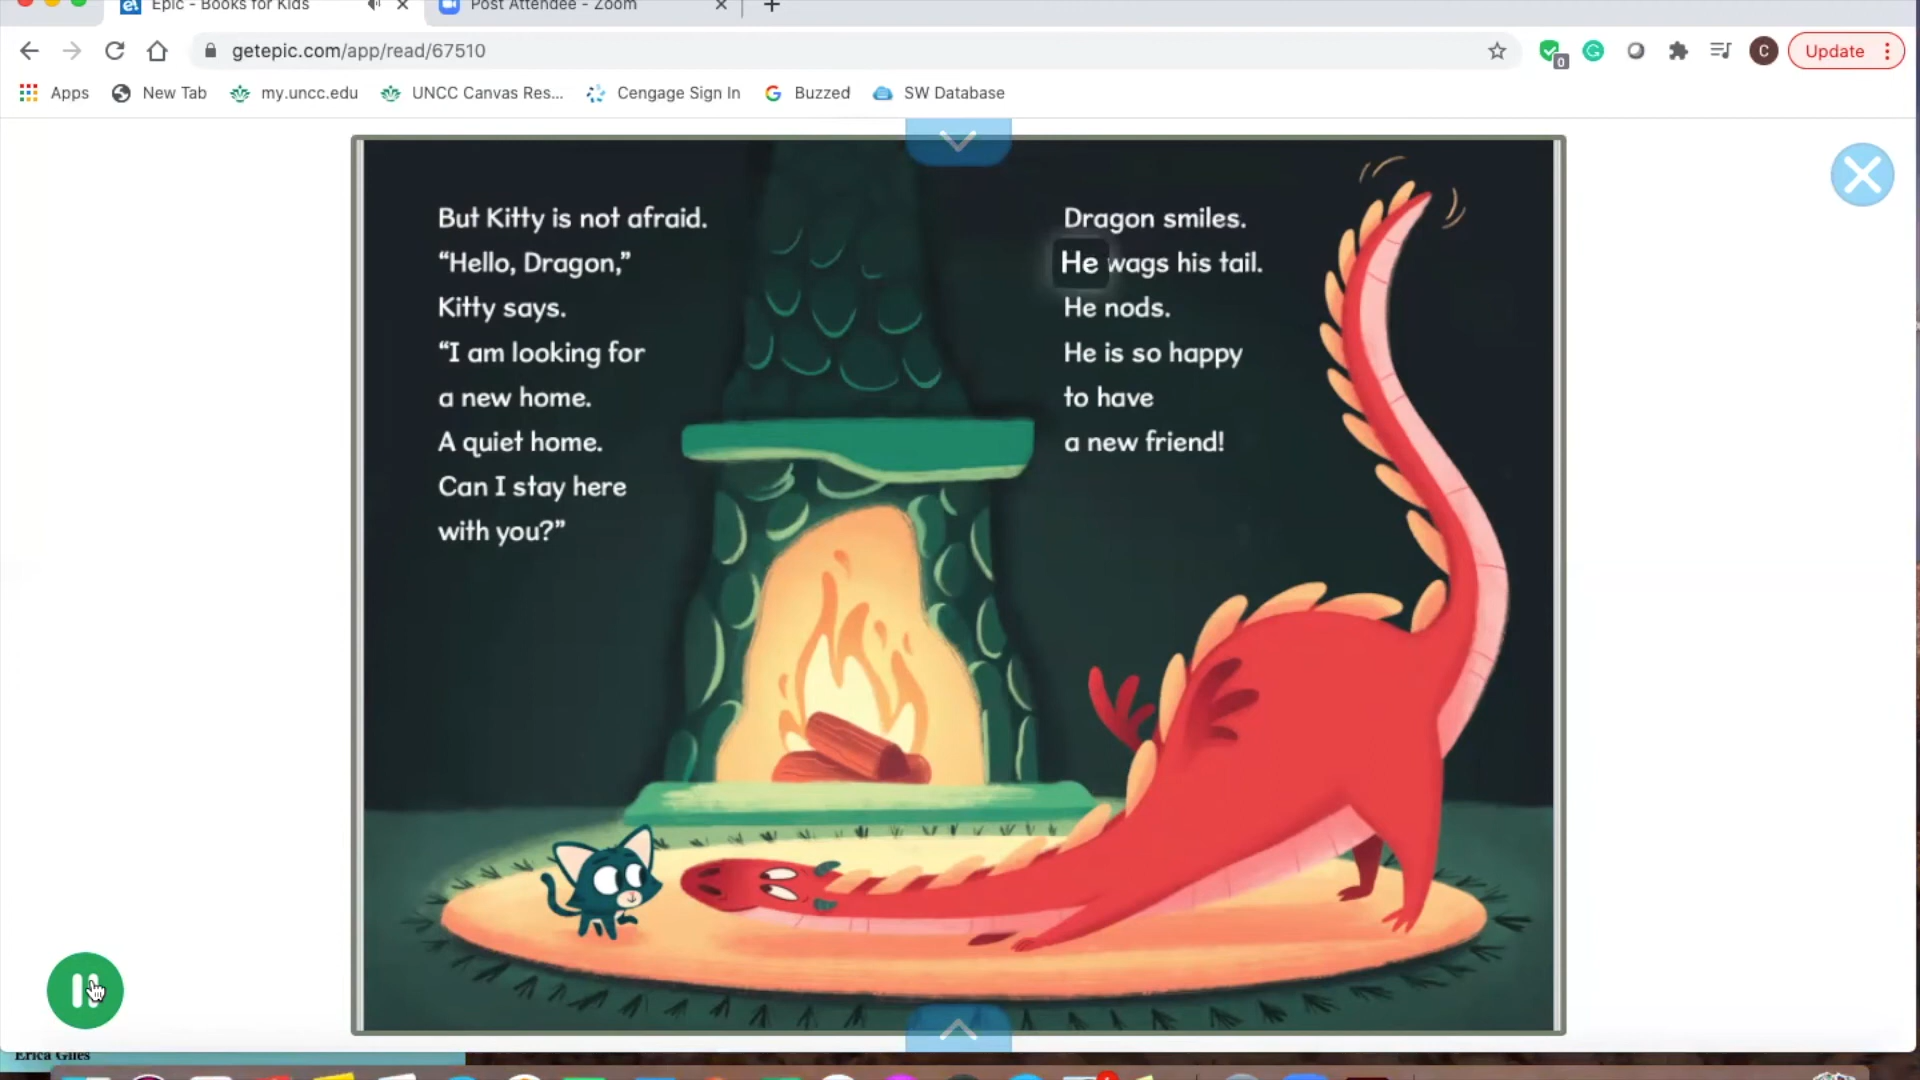 Epic - Books for Kids
Post Attendee - Zoom
getepic.com/app/read/67510
0
C
Update
Apps
New Tab
my.uncc.edu
UNCC Canvas Res...
Cengage Sign In
Buzzed
SW Database
But Kitty is not afraid.
“Hello, Dragon,”
Kitty says.
“I am looking for
a new home.
A quiet home.
Can I stay here
with you?”
Dragon smiles.
He wags his tail.
He nods.
He is so happy
to have
a new friend!
Erica Giles